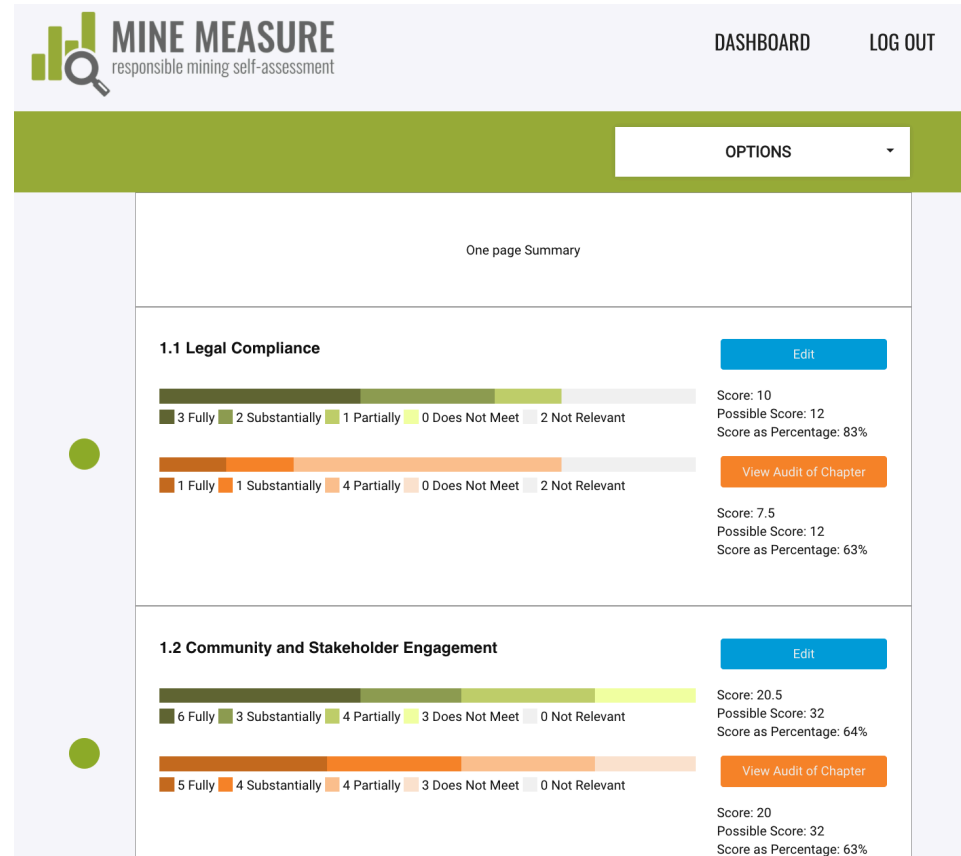 MINE MEASURE
responsible mining self-assessment
DASHBOARD
LOG OUT
OPTIONS
One page Summary
1.1 Legal Compliance
Edit
3 Fully 2 Substantially 1 Partially 0 Does Not Meet 2 Not Relevant
Score: 10
Possible Score: 12
Score as Percentage: 83%
1 Fully 1 Substantially 4 Partially 0 Does Not Meet 2 Not Relevant
View Audit of Chapter
Score: 7.5
Possible Score: 12
Score as Percentage: 63%
1.2 Community and Stakeholder Engagement
Edit
6 Fully 3 Substantially 4 Partially 3 Does Not Meet 0 Not Relevant
Score: 20.5
Possible Score: 32
Score as Percentage: 64%
5 Fully 4 Substantially 4 Partially 3 Does Not Meet 0 Not Relevant
View Audit of Chapter
Score: 20
Possible Score: 32
Score as Percentage: 63%